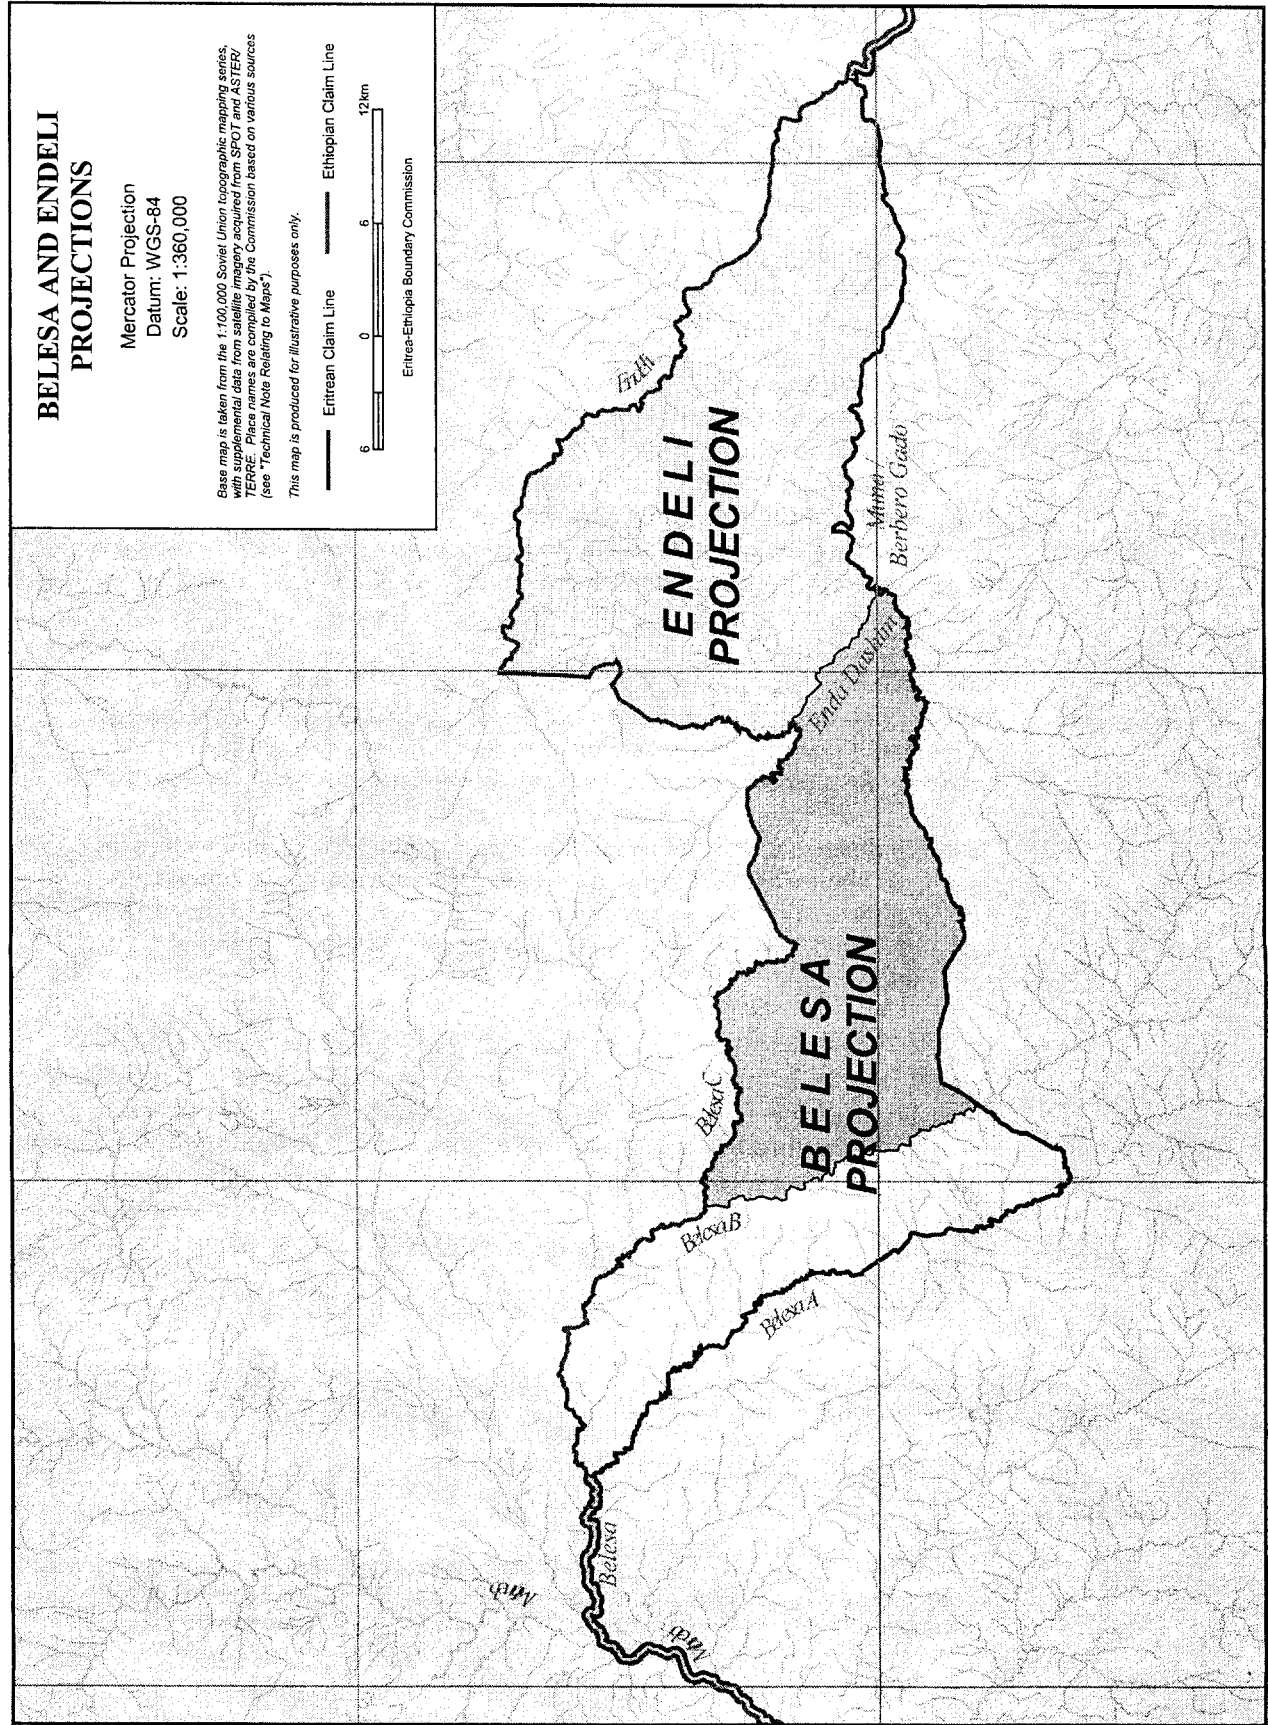 BELESA AND ENDELI
PROJECTIONS
Mercator Projection
Datum: WGS-84
Scale: 1:360,000
Base map is taken from the 1:100,000 Soviet Union topographic mapping series,
with supplemental data from satellite imagery acquired from SPOT and ASTER/
TERRE. Place names are compiled by the Commission based on various sources
(see "Technical Note Relating to Maps").
This map is produced for illustrative purposes only.
Eritrean Claim Line
Ethiopian Claim Line
6 0 6 12km
Eritrea-Ethiopia Boundary Commission
Endeli
ENDELI
PROJECTION
Muna/
Berbero Gado
Enda Dashim
BELESA
PROJECTION
Belesa C
Belesa B
Belesa A
Belesa
Mareb
Mareb